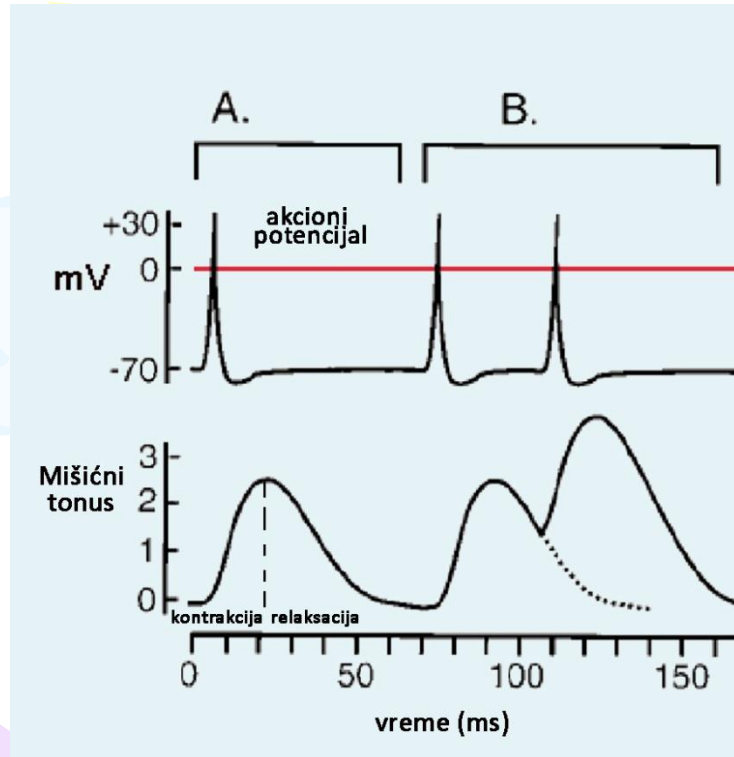 A.
B.
+30
akcioni
potencijal
mV
0
-70
Mišićni
tonus
3
2
1
0
kontrakcija relaksacija
0 50 100 150
vreme (ms)